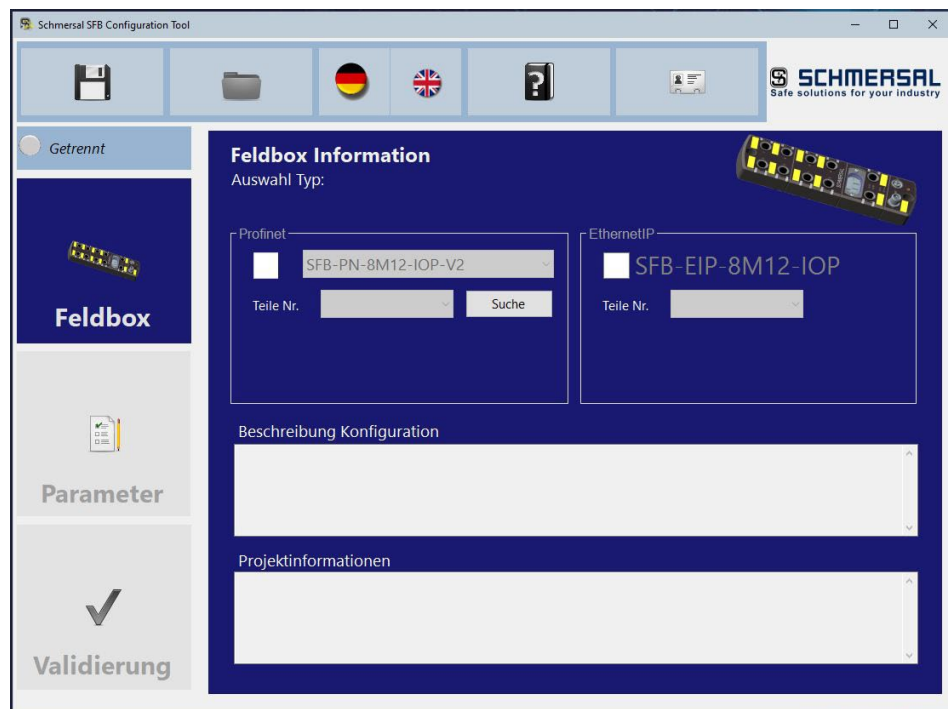 Schmersal SFB Configuration Tool
SCHMERSAL
Safe solutions for your industry
Getrennt
Feldbox
Parameter
Validierung
Feldbox Information
Auswahl Typ:
Profinet
SFB-PN-8M12-IOP-V2
Teile Nr.
Suche
EthernetIP
SFB-EIP-8M12-IOP
Teile Nr.
Beschreibung Konfiguration
Projektinformationen